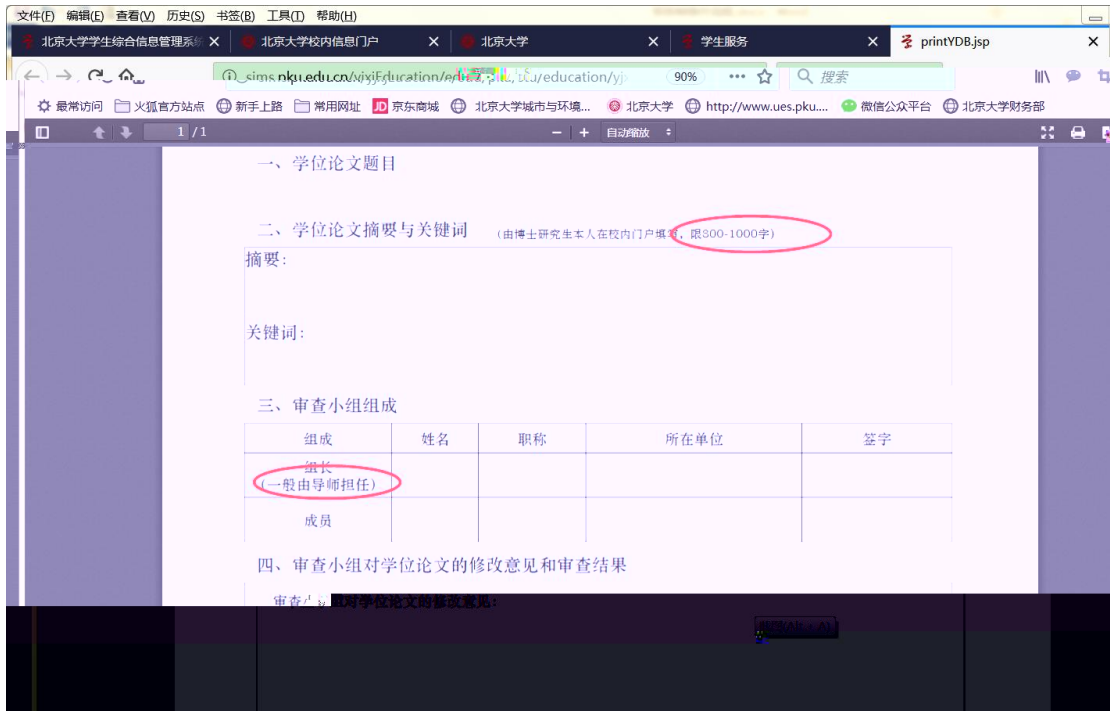 文件(F) 编辑(E) 查看(V) 历史(S) 书签(B) 工具(T) 帮助(H)
北京大学学生综合信息管理系统 × 北京大学校内信息门户 × 北京大学 × 学生服务 × printYDB.jsp ×
90% ··· 搜索
最常访问 火狐官方站点 新手上路 常用网址 JD 京东商城 北京大学城市与环境... 北京大学 http://www.ues.pku.... 微信公众平台 北京大学财务部
1 / 1 − + 自动缩放
一、学位论文题目
二、学位论文摘要与关键词 (由博士研究生本人在校内门户填写，限800-1000字)
摘要:
关键词:
三、审查小组组成
组成 姓名 职称 所在单位 签字
组长
(一般由导师担任)
成员
四、审查小组对学位论文的修改意见和审查结果
审查小组对学位论文的修改意见: